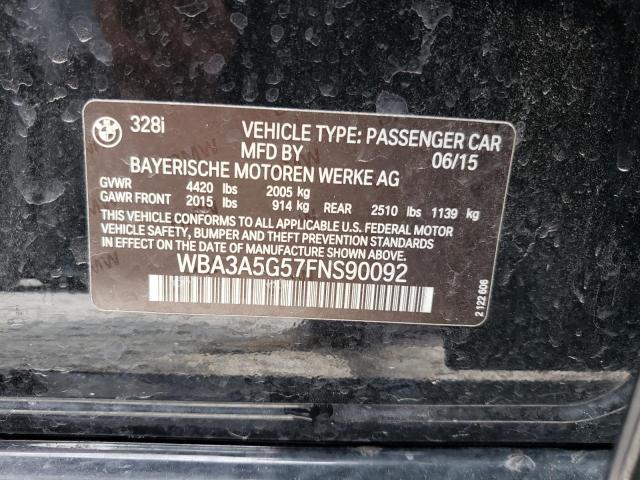 328i VEHICLE TYPE: PASSENGER CAR
MFD BY 06/15
BAYERISCHE MOTOREN WERKE AG
GVWR 4420 lbs 2005 kg
GAWR FRONT 2015 lbs 914 kg REAR 2510 lbs 1139 kg
THIS VEHICLE CONFORMS TO ALL APPLICABLE U.S. FEDERAL MOTOR
VEHICLE SAFETY, BUMPER AND THEFT PREVENTION STANDARDS
IN EFFECT ON THE DATE OF MANUFACTURE SHOWN ABOVE.
WBA3A5G57FNS90092
2 122 606